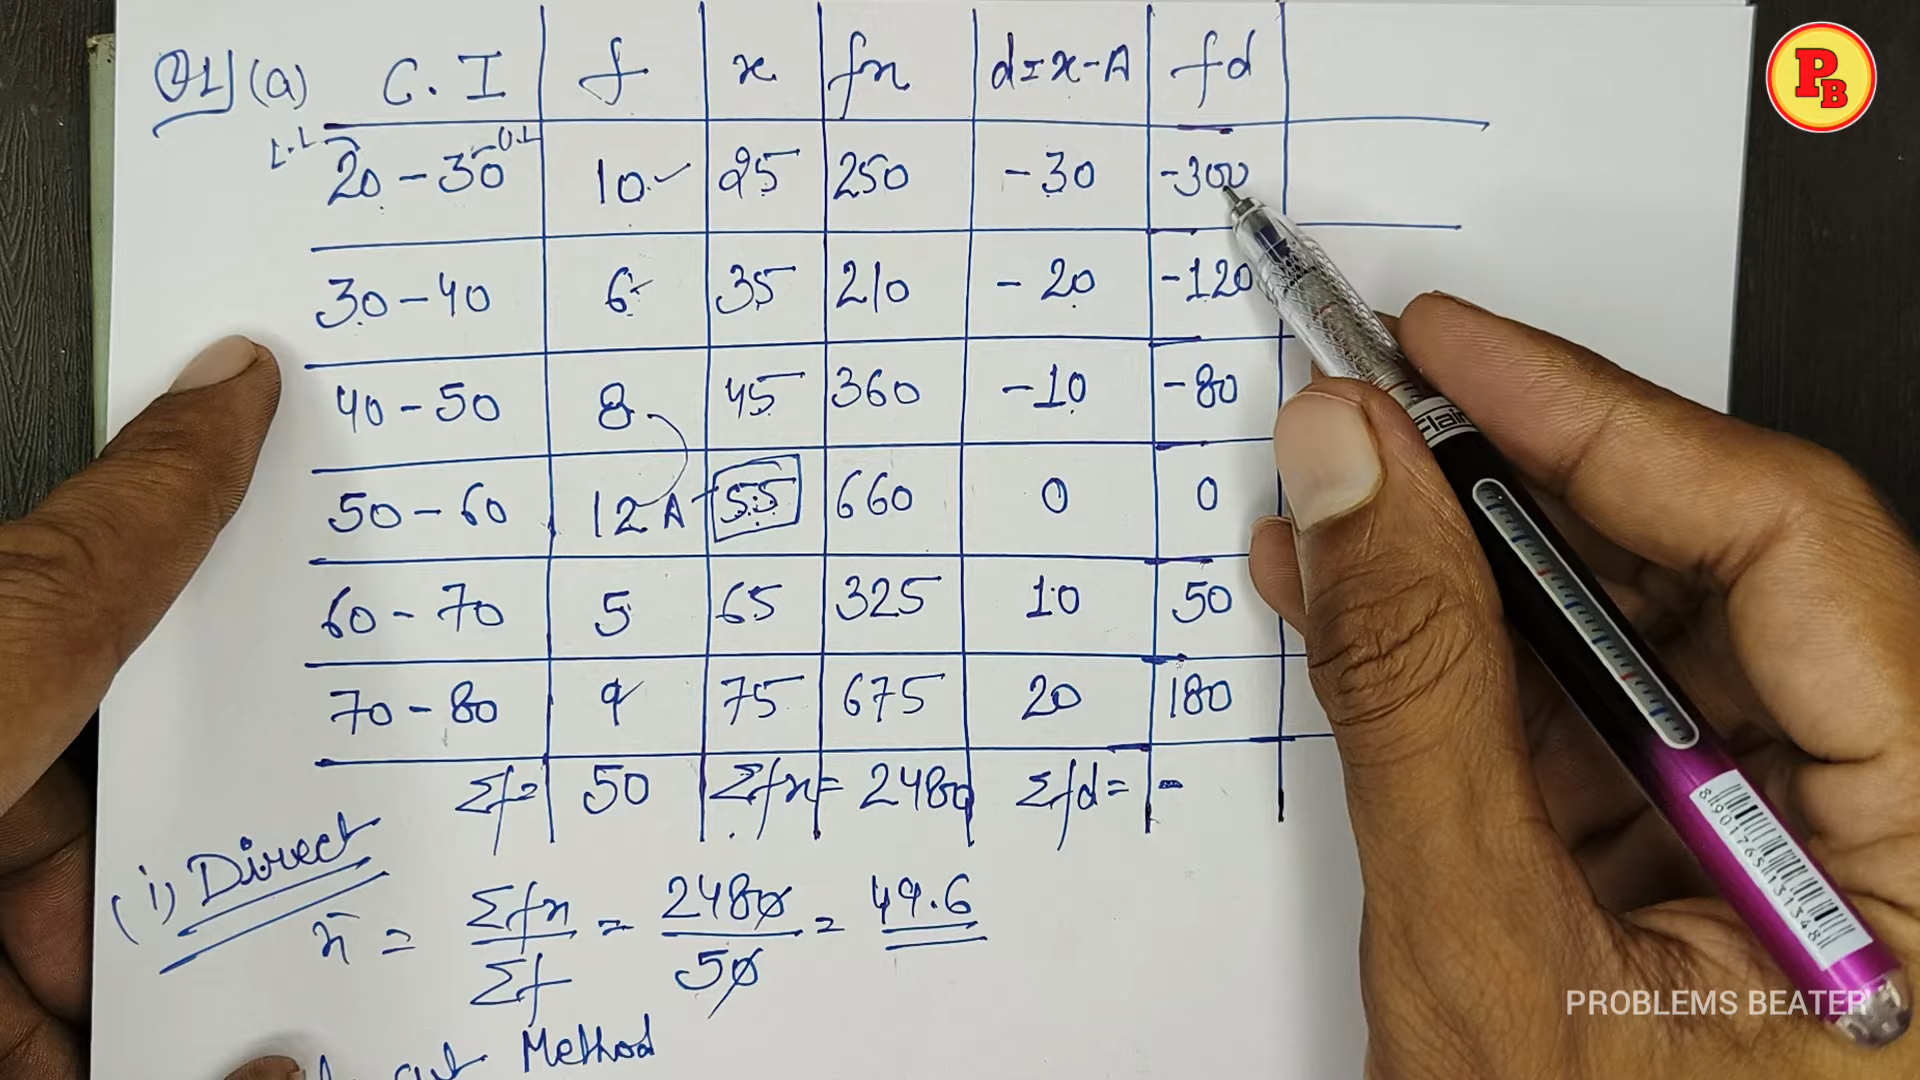 Q1(a) C.I f x fx d=x-A fd
L.L U.L
20-30 10 25 250 -30 -300
30-40 6 35 210 -20 -120
40-50 8 45 360 -10 -80
50-60 12 A 55 660 0 0
60-70 5 65 325 10 50
70-80 9 75 675 20 180
Σf= 50 Σfx= 2480 Σfd= -
(i) Direct
x̄ = Σfx/Σf = 2480/50 = 49.6
Method
PB
Clair
8901765131348
PROBLEMS BEATER